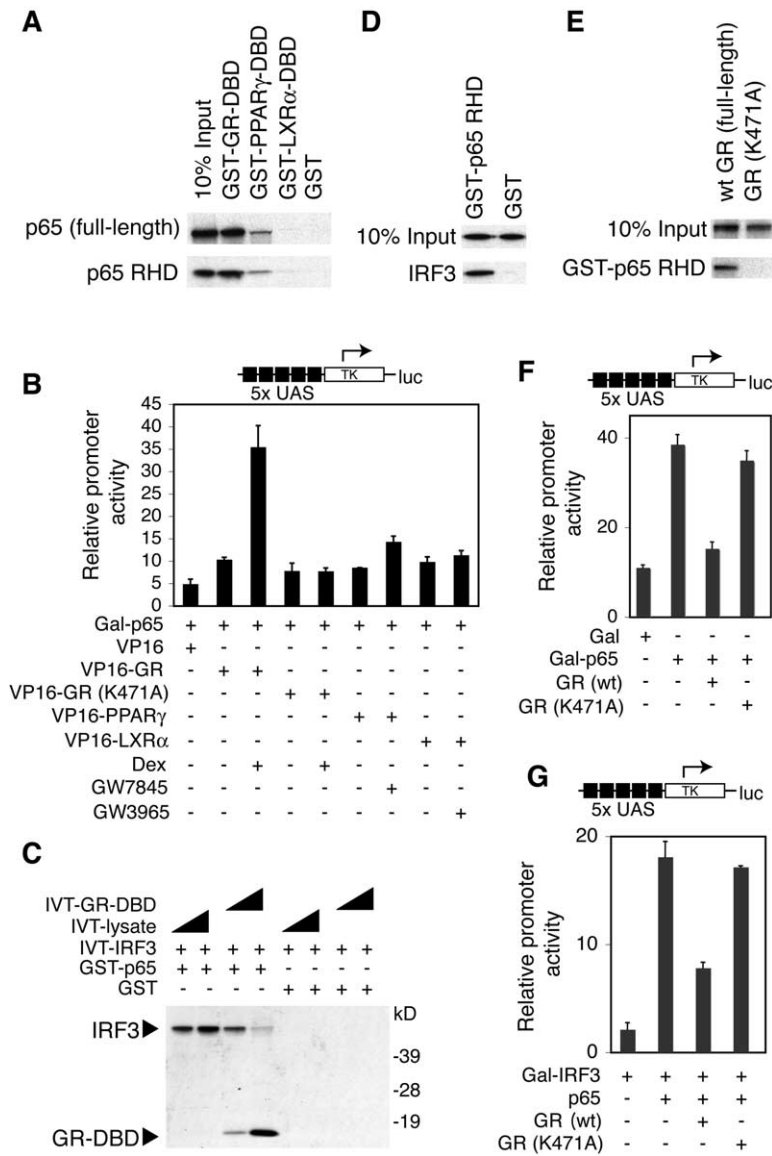 A
10% Input
GST-GR-DBD
GST-PPARγ-DBD
GST-LXRα-DBD
GST
p65 (full-length)
p65 RHD
D
GST-p65 RHD
GST
10% Input
IRF3
E
wt GR (full-length)
GR (K471A)
10% Input
GST-p65 RHD
B
TK
luc
5x UAS
Relative promoter
activity
45
40
35
30
25
20
15
10
5
0
Gal-p65 + + + + + + + + +
VP16 + - - - - - - - -
VP16-GR - + + - - - - - -
VP16-GR (K471A) - - - + + - - - -
VP16-PPARγ - - - - - + + - -
VP16-LXRα - - - - - - - + +
Dex - - + - + - - - -
GW7845 - - - - - - + - -
GW3965 - - - - - - - - +
C
IVT-GR-DBD
IVT-lysate
IVT-IRF3 + + + + + + + +
GST-p65 + + + + - - - -
GST - - - - + + + +
kD
IRF3
-39
-28
-19
GR-DBD
F
TK
luc
5x UAS
Relative promoter
activity
40
20
0
Gal + - - -
Gal-p65 - + + +
GR (wt) - - + -
GR (K471A) - - - +
G
TK
luc
5x UAS
Relative promoter
activity
20
10
0
Gal-IRF3 + + + +
p65 - + + +
GR (wt) - - + -
GR (K471A) - - - +